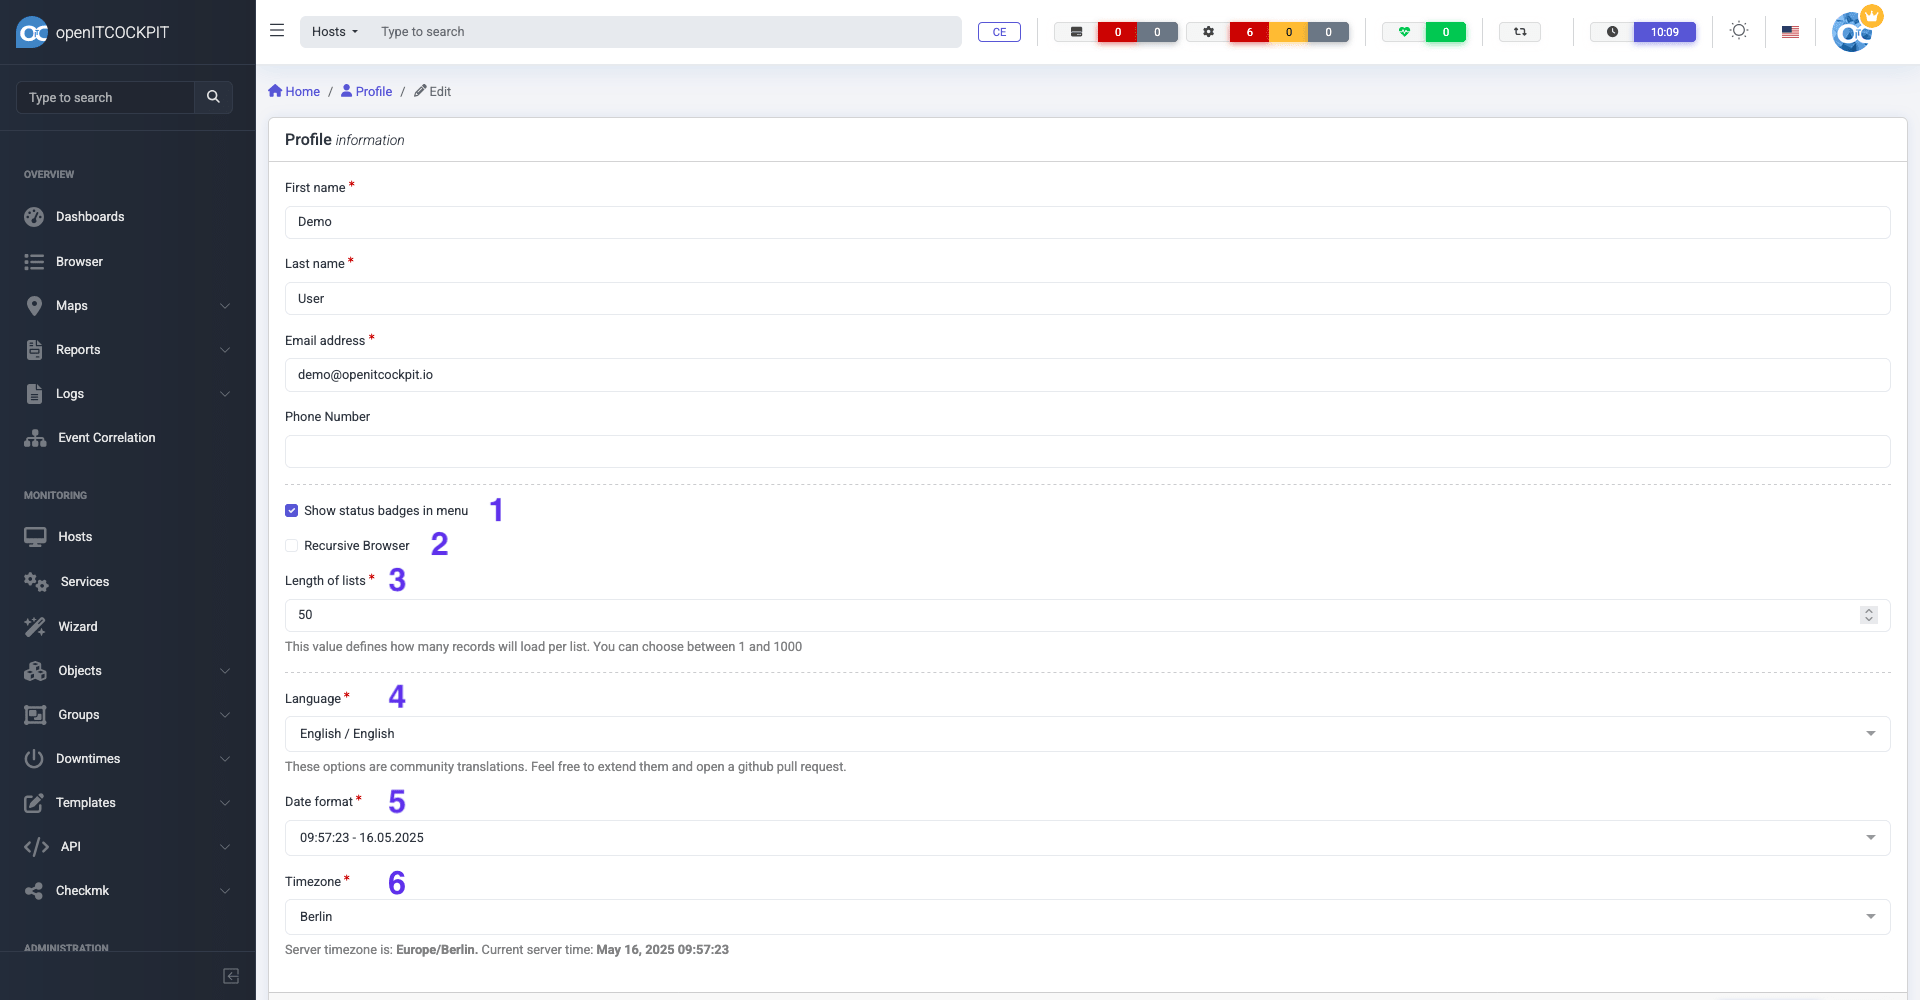 openITCOCKPIT
Hosts
Type to search
CE
0 0
6 0 0
0
10:09
Type to search
OVERVIEW
Dashboards
Browser
Maps
Reports
Logs
Event Correlation
MONITORING
Hosts
Services
Wizard
Objects
Groups
Downtimes
Templates
API
Checkmk
ADMINISTRATION
Home / Profile / Edit
Profile information
First name *
Demo
Last name *
User
Email address *
demo@openitcockpit.io
Phone Number
Show status badges in menu 1
Recursive Browser 2
Length of lists * 3
50
This value defines how many records will load per list. You can choose between 1 and 1000
Language * 4
English / English
These options are community translations. Feel free to extend them and open a github pull request.
Date format * 5
09:57:23 - 16.05.2025
Timezone * 6
Berlin
Server timezone is: Europe/Berlin. Current server time: May 16, 2025 09:57:23